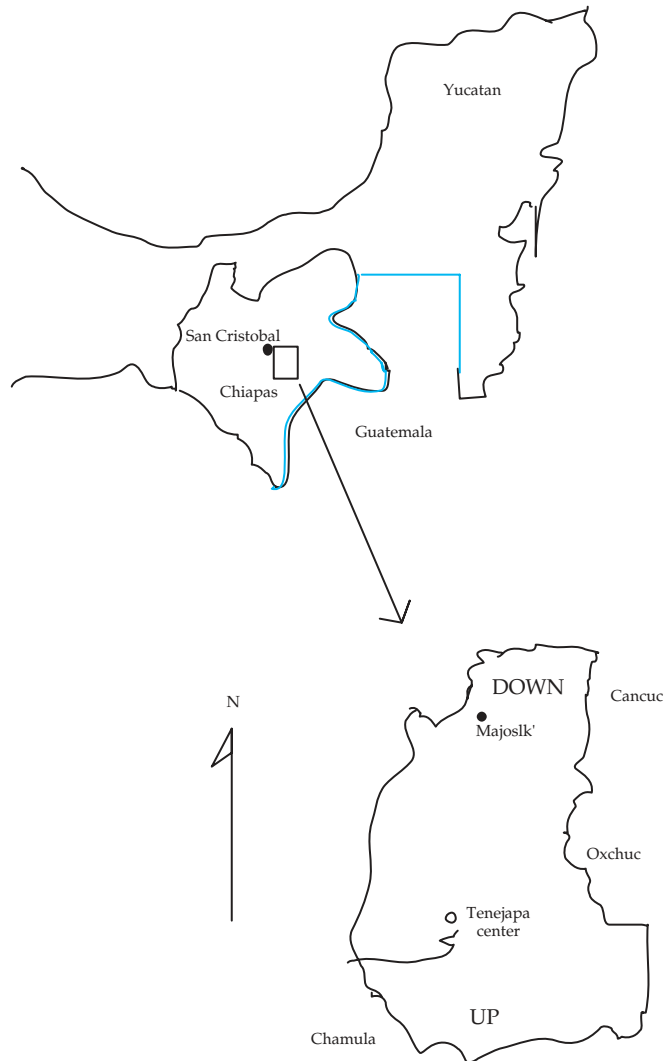 Yucatan
San Cristobal
Chiapas
Guatemala
N
DOWN
Cancuc
Majoslk'
Oxchuc
Tenejapa
center
UP
Chamula